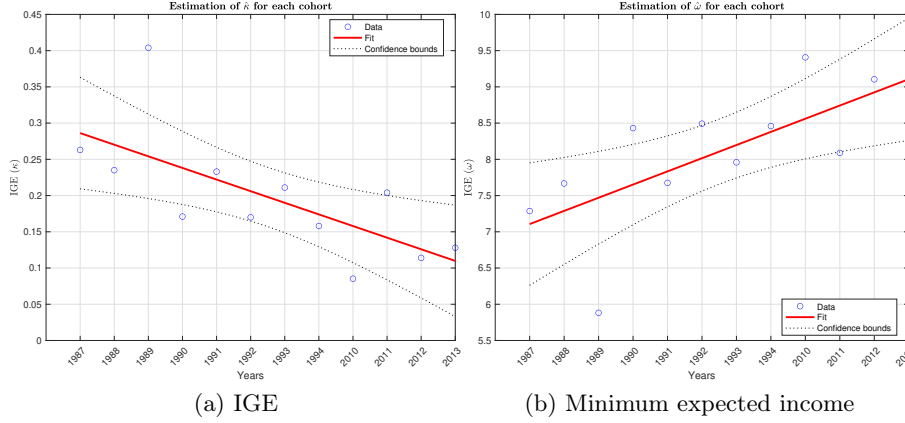 Estimation of κ̂ for each cohort
0.45
0.4
0.35
0.3
0.25
0.2
0.15
0.1
0.05
0
IGE (κ)
Data
Fit
Confidence bounds
1987 1988 1989 1990 1991 1992 1993 1994 2010 2011 2012 2013
Years
(a) IGE
Estimation of ω̂ for each cohort
10
9.5
9
8.5
8
7.5
7
6.5
6
5.5
IGE (ω)
Data
Fit
Confidence bounds
1987 1988 1989 1990 1991 1992 1993 1994 2010 2011 2012
Years
(b) Minimum expected income